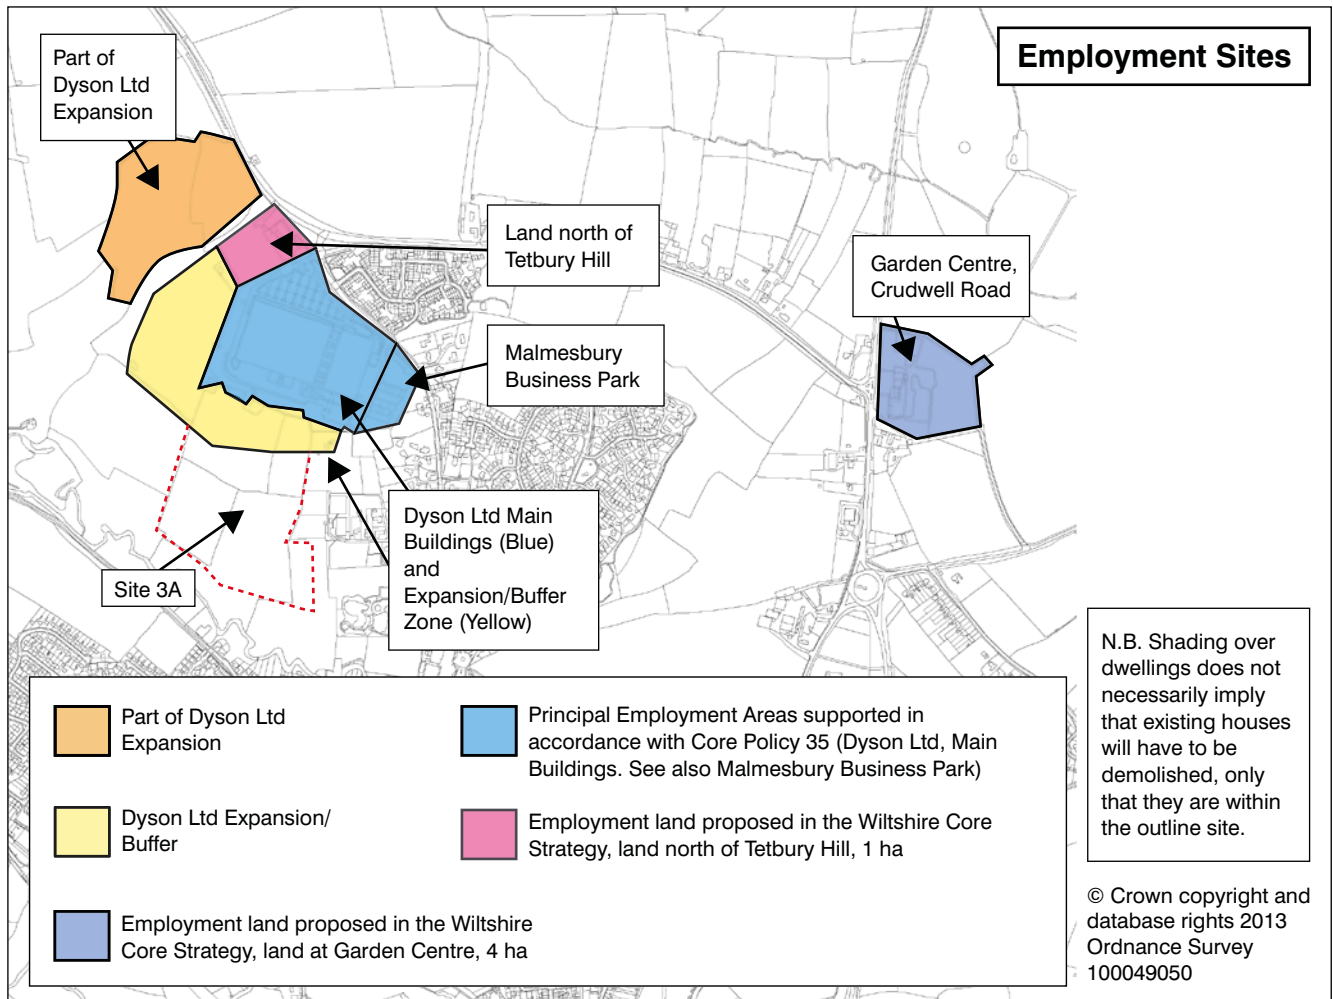 Employment Sites
Part of
Dyson Ltd
Expansion
Land north of
Tetbury Hill
Garden Centre,
Crudwell Road
Malmesbury
Business Park
Dyson Ltd Main
Buildings (Blue)
and
Expansion/Buffer
Zone (Yellow)
Site 3A
Part of Dyson Ltd
Expansion
Dyson Ltd Expansion/
Buffer
Employment land proposed in the Wiltshire
Core Strategy, land at Garden Centre, 4 ha
Principal Employment Areas supported in
accordance with Core Policy 35 (Dyson Ltd, Main
Buildings. See also Malmesbury Business Park)
Employment land proposed in the Wiltshire Core
Strategy, land north of Tetbury Hill, 1 ha
N.B. Shading over
dwellings does not
necessarily imply
that existing houses
will have to be
demolished, only
that they are within
the outline site.
© Crown copyright and
database rights 2013
Ordnance Survey
100049050